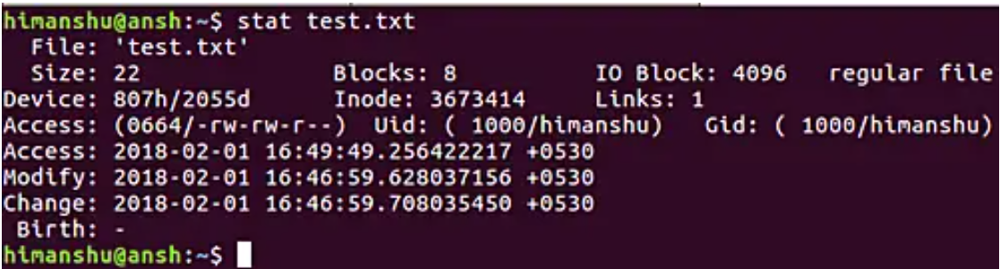 himanshu@ansh:~$ stat test.txt
  File: 'test.txt'
  Size: 22        	Blocks: 8          IO Block: 4096   regular file
Device: 807h/2055d	Inode: 3673414     Links: 1
Access: (0664/-rw-rw-r--)  Uid: ( 1000/himanshu)   Gid: ( 1000/himanshu)
Access: 2018-02-01 16:49:49.256422217 +0530
Modify: 2018-02-01 16:46:59.628037156 +0530
Change: 2018-02-01 16:46:59.708035450 +0530
 Birth: -
himanshu@ansh:~$